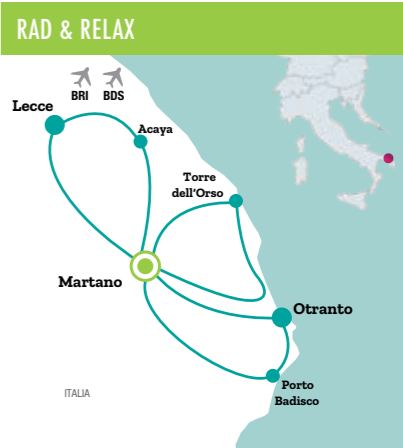 RAD & RELAX
BRI BDS
Lecce
Acaya
Torre
dell'Orso
Martano
Otranto
Porto
Badisco
ITALIA